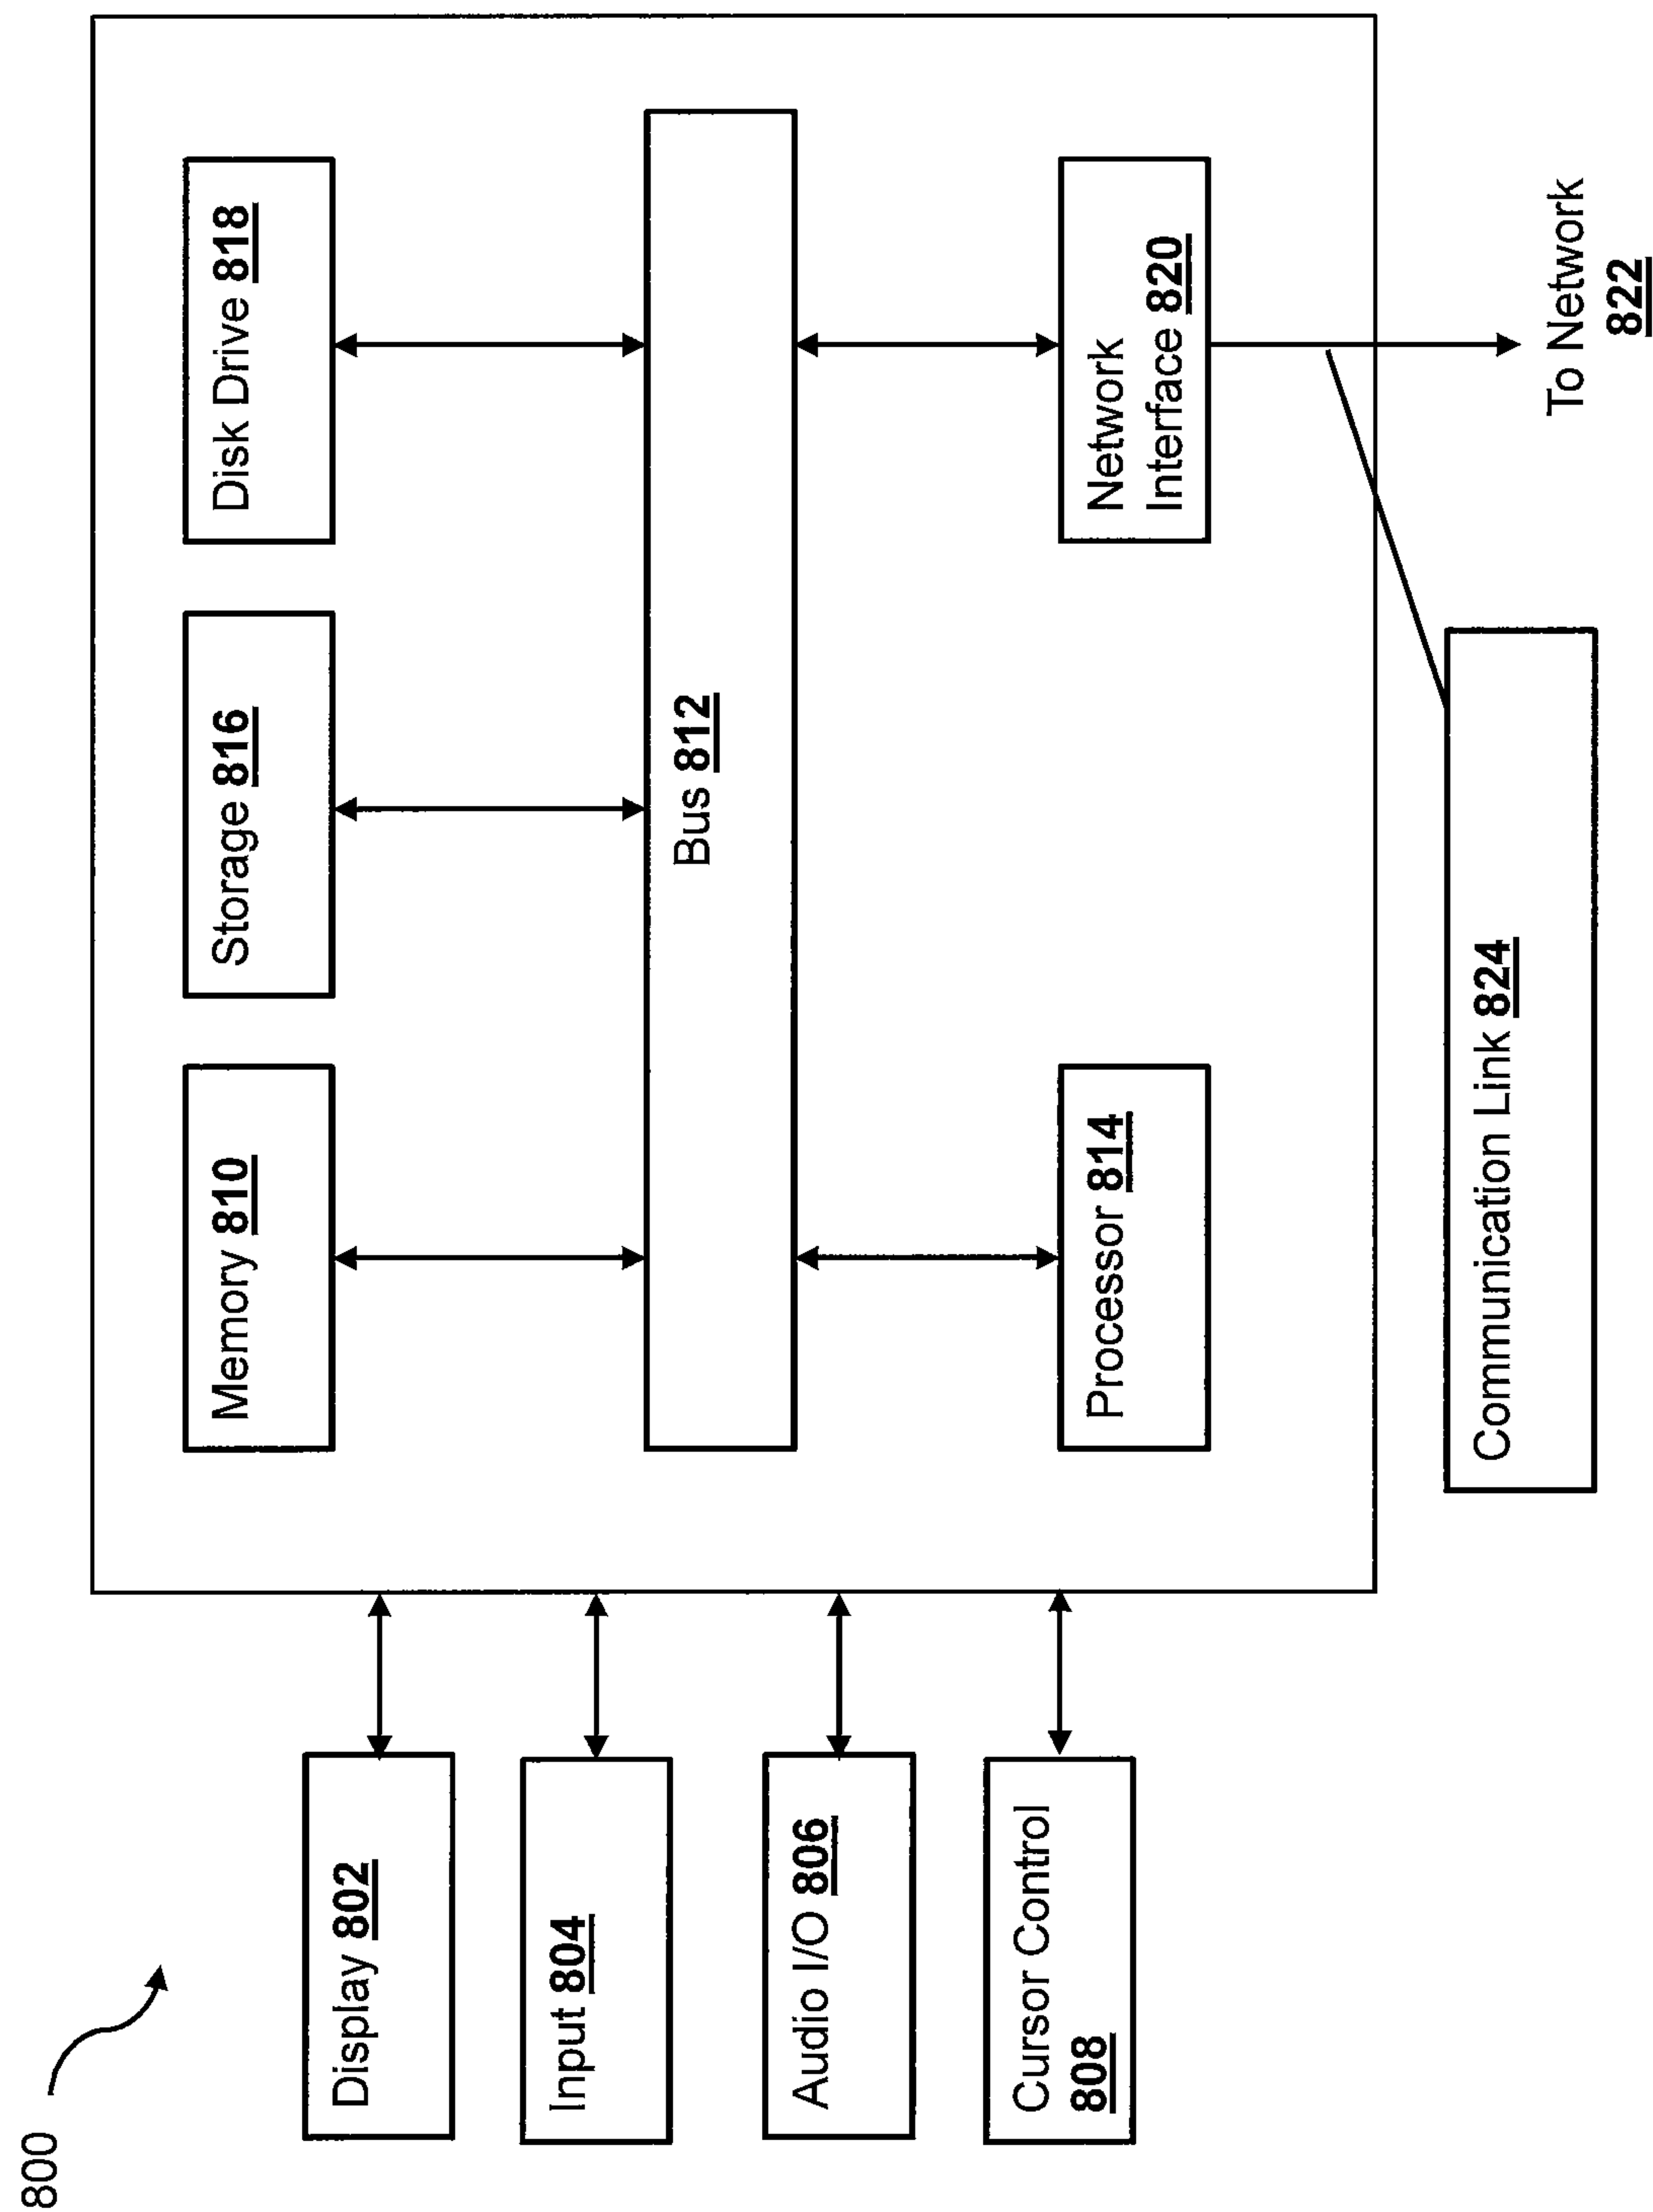 800
Display 802
Input 804
Audio I/O 806
Cursor Control
808
Memory 810
Storage 816
Disk Drive 818
Bus 812
Processor 814
Network
Interface 820
Communication Link 824
To Network
822